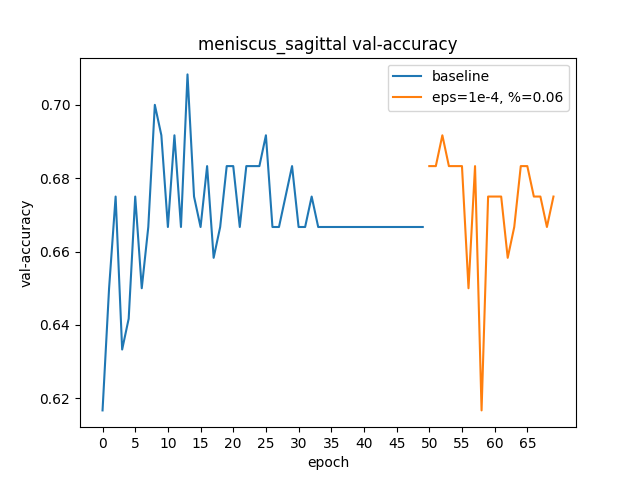 meniscus_sagittal val-accuracy
baseline
eps=1e-4, %=0.06
val-accuracy
0.70
0.68
0.66
0.64
0.62
0 5 10 15 20 25 30 35 40 45 50 55 60 65
epoch